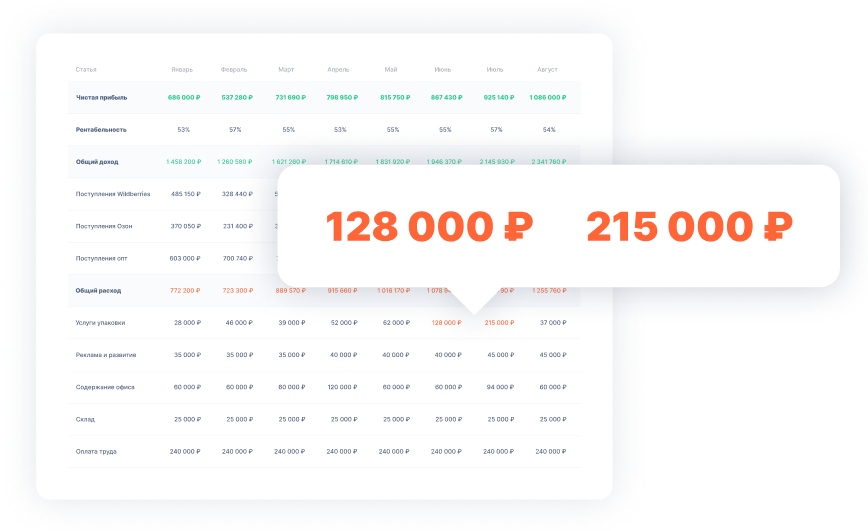 Статья Январь Февраль Март Апрель Май Июнь Июль Август
Чистая прибыль 686 000 ₽ 537 280 ₽ 731 690 ₽ 798 950 ₽ 815 750 ₽ 867 430 ₽ 925 140 ₽ 1 086 000 ₽
Рентабельность 53% 57% 55% 53% 55% 55% 57% 54%
Общий доход 1 458 200 ₽ 1 260 580 ₽ 1 621 260 ₽ 1 714 610 ₽ 1 831 920 ₽ 1 946 370 ₽ 2 145 930 ₽ 2 341 760 ₽
Поступления Wildberries 485 150 ₽ 328 440 ₽
128 000 ₽ 215 000 ₽
Поступления Озон 370 050 ₽ 231 400 ₽
Поступления опт 603 000 ₽ 700 740 ₽
Общий расход 772 200 ₽ 723 300 ₽ 889 570 ₽ 915 660 ₽ 1 016 170 ₽ 1 255 760 ₽
Услуги упаковки 28 000 ₽ 46 000 ₽ 39 000 ₽ 52 000 ₽ 62 000 ₽ 128 000 ₽ 215 000 ₽ 37 000 ₽
Реклама и развитие 35 000 ₽ 35 000 ₽ 35 000 ₽ 40 000 ₽ 40 000 ₽ 40 000 ₽ 45 000 ₽ 45 000 ₽
Содержание офиса 60 000 ₽ 60 000 ₽ 60 000 ₽ 120 000 ₽ 60 000 ₽ 60 000 ₽ 94 000 ₽ 60 000 ₽
Склад 25 000 ₽ 25 000 ₽ 25 000 ₽ 25 000 ₽ 25 000 ₽ 25 000 ₽ 25 000 ₽ 25 000 ₽
Оплата труда 240 000 ₽ 240 000 ₽ 240 000 ₽ 240 000 ₽ 240 000 ₽ 240 000 ₽ 240 000 ₽ 240 000 ₽